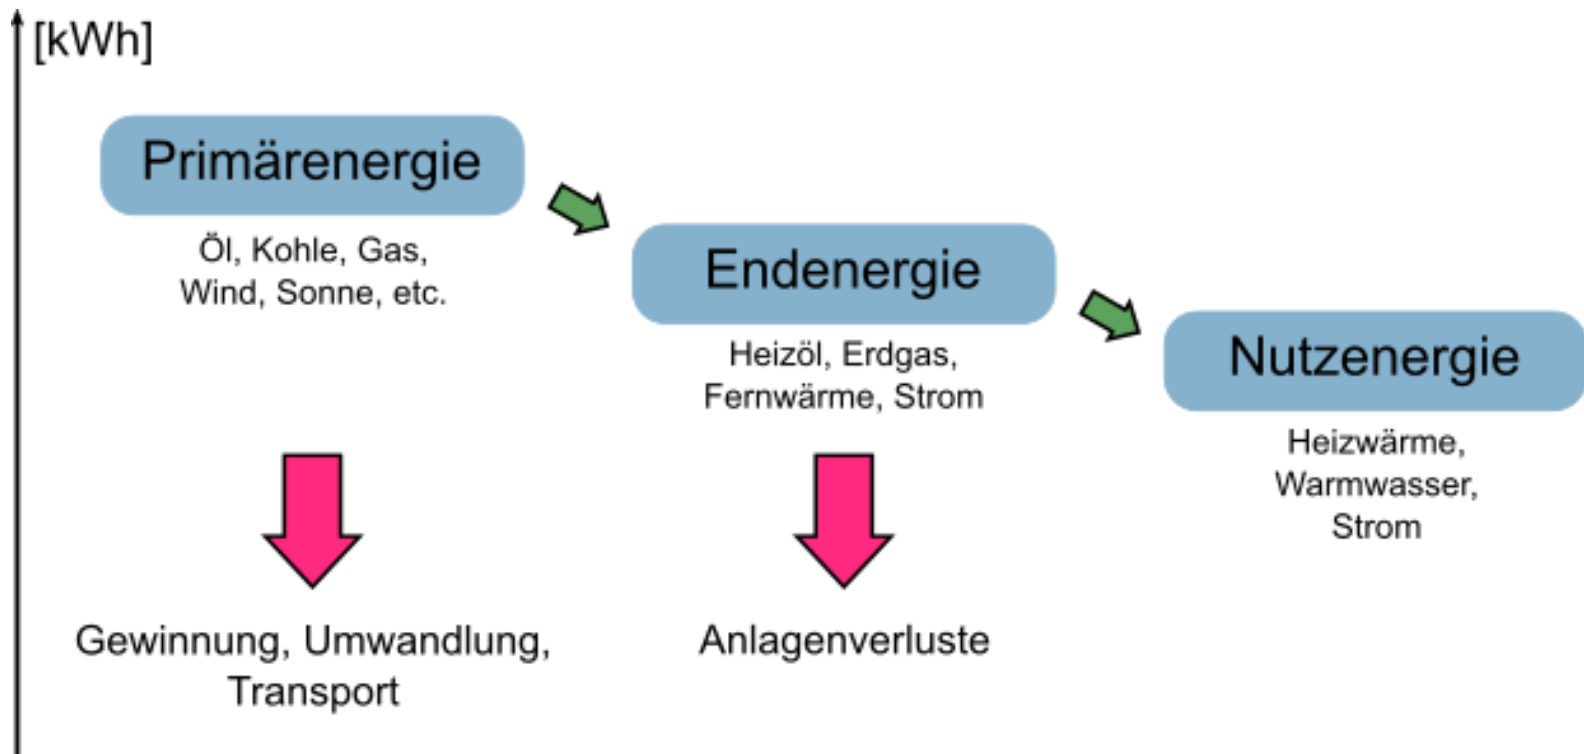 [kWh]
Primärenergie
Öl, Kohle, Gas,
Wind, Sonne, etc.
Endenergie
Heizöl, Erdgas,
Fernwärme, Strom
Nutzenergie
Heizwärme,
Warmwasser,
Strom
Gewinnung, Umwandlung,
Transport
Anlagenverluste